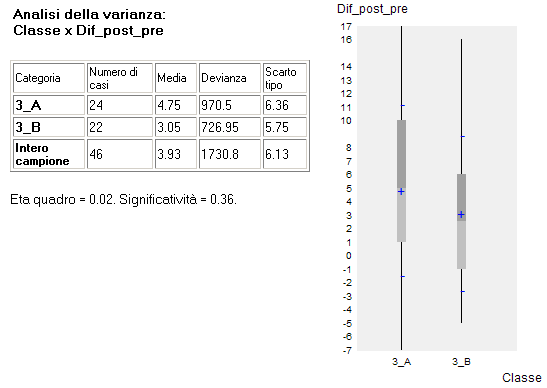 Analisi della varianza:
Classe x Dif_post_pre
Categoria Numero di casi Media Devianza Scarto tipo
3_A 24 4.75 970.5 6.36
3_B 22 3.05 726.95 5.75
Intero campione 46 3.93 1730.8 6.13
Eta quadro = 0.02. Significatività = 0.36.
Dif_post_pre
17
16
14
13
12
11
10
8
7
6
5
4
3
2
1
0
-1
-2
-3
-4
-5
-6
-7
3_A 3_B
Classe